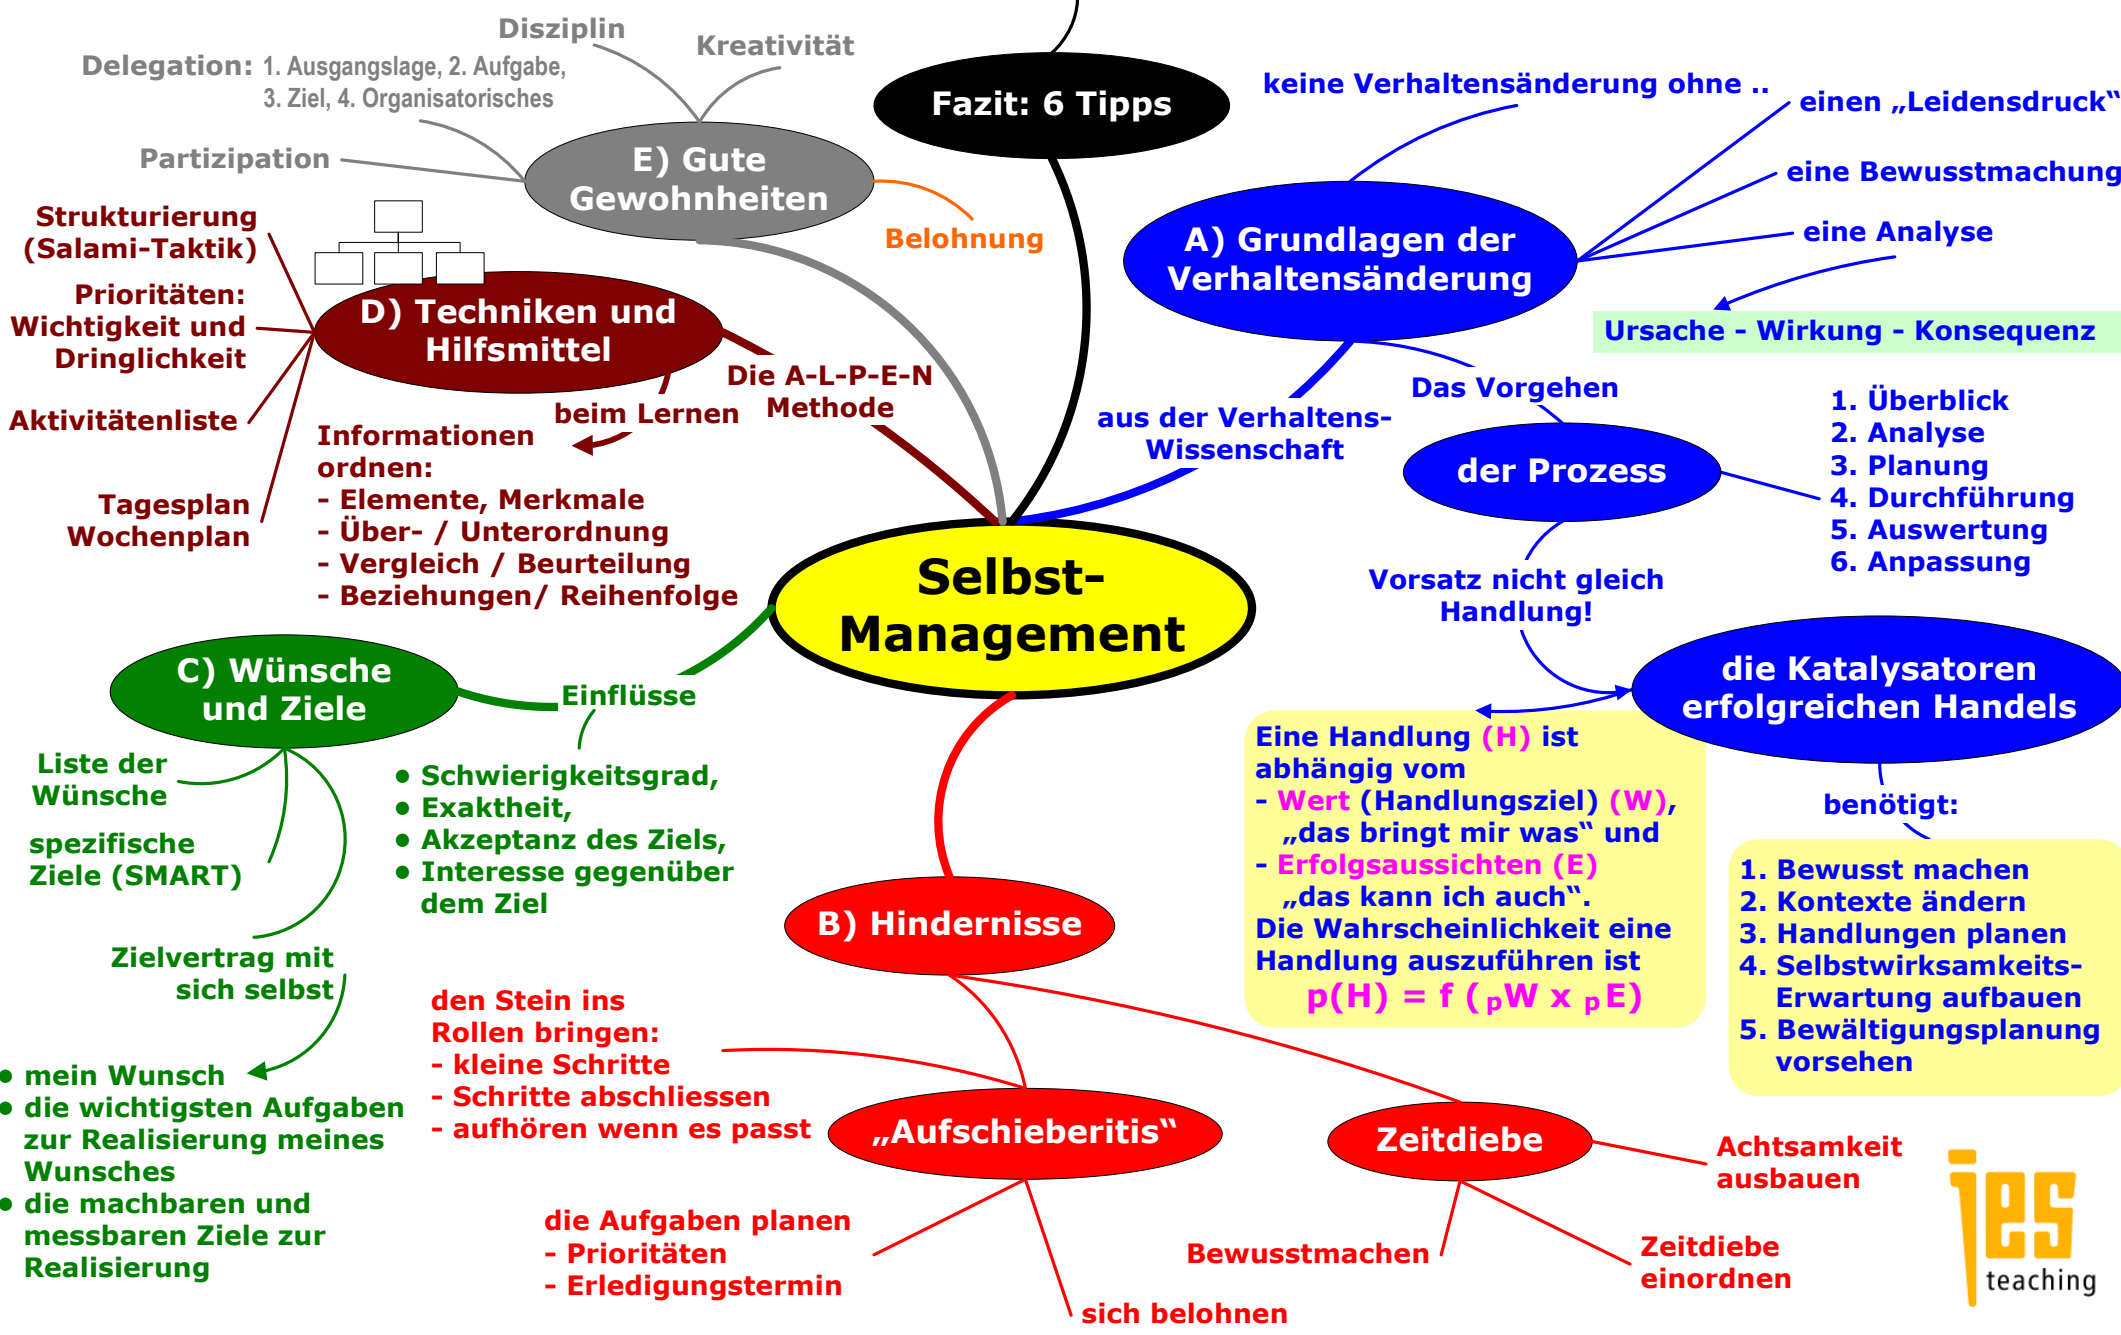 Selbst-
Management
Fazit: 6 Tipps
A) Grundlagen der
Verhaltensänderung
aus der Verhaltens-
Wissenschaft
keine Verhaltensänderung ohne ..
einen „Leidensdruck“
eine Bewusstmachung
eine Analyse
Ursache - Wirkung - Konsequenz
Das Vorgehen
der Prozess
1. Überblick
2. Analyse
3. Planung
4. Durchführung
5. Auswertung
6. Anpassung
Vorsatz nicht gleich
Handlung!
die Katalysatoren
erfolgreichen Handels
Eine Handlung (H) ist
abhängig vom
- Wert (Handlungsziel) (W),
„das bringt mir was“ und
- Erfolgsaussichten (E)
„das kann ich auch“.
Die Wahrscheinlichkeit eine
Handlung auszuführen ist
p(H) = f ( pW x pE)
benötigt:
1. Bewusst machen
2. Kontexte ändern
3. Handlungen planen
4. Selbstwirksamkeits-
Erwartung aufbauen
5. Bewältigungsplanung
vorsehen
B) Hindernisse
„Aufschieberitis“
den Stein ins
Rollen bringen:
- kleine Schritte
- Schritte abschliessen
- aufhören wenn es passt
die Aufgaben planen
- Prioritäten
- Erledigungstermin
sich belohnen
Zeitdiebe
Bewusstmachen
Zeitdiebe
einordnen
Achtsamkeit
ausbauen
C) Wünsche
und Ziele
Einflüsse
• Schwierigkeitsgrad,
• Exaktheit,
• Akzeptanz des Ziels,
• Interesse gegenüber
dem Ziel
Liste der
Wünsche
spezifische
Ziele (SMART)
Zielvertrag mit
sich selbst
• mein Wunsch
• die wichtigsten Aufgaben
zur Realisierung meines
Wunsches
• die machbaren und
messbaren Ziele zur
Realisierung
D) Techniken und
Hilfsmittel
Die A-L-P-E-N
Methode
beim Lernen
Informationen
ordnen:
- Elemente, Merkmale
- Über- / Unterordnung
- Vergleich / Beurteilung
- Beziehungen/ Reihenfolge
Strukturierung
(Salami-Taktik)
Prioritäten:
Wichtigkeit und
Dringlichkeit
Aktivitätenliste
Tagesplan
Wochenplan
E) Gute
Gewohnheiten
Partizipation
Delegation: 1. Ausgangslage, 2. Aufgabe,
3. Ziel, 4. Organisatorisches
Disziplin
Kreativität
Belohnung
ies
teaching